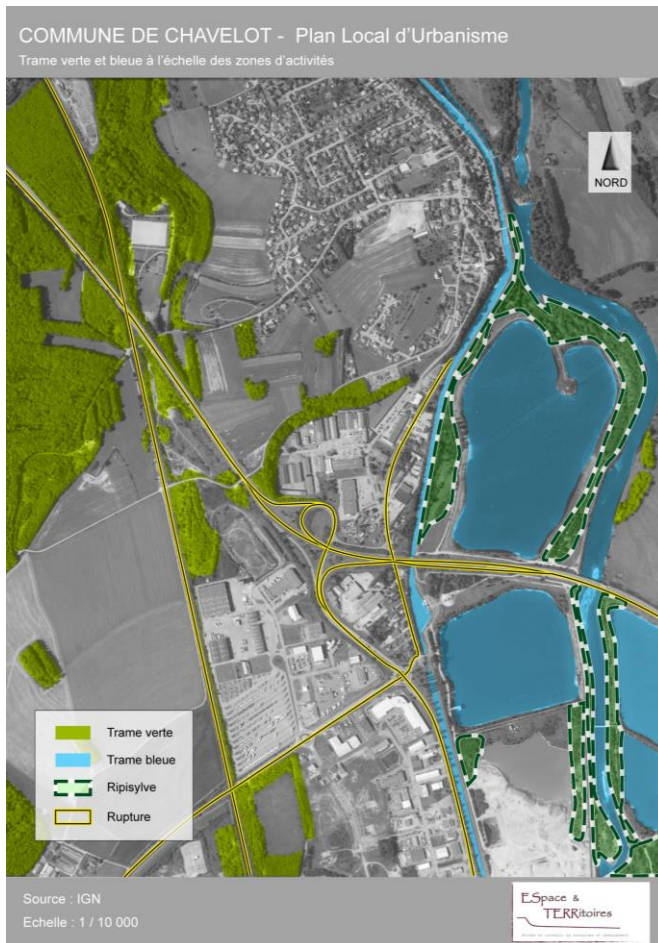 COMMUNE DE CHAVELOT - Plan Local d'Urbanisme
Trame verte et bleue à l'échelle des zones d'activités
NORD
Trame verte
Trame bleue
Ripisylve
Rupture
Source : IGN
Echelle : 1 / 10 000
ESpace &
TERRitoires